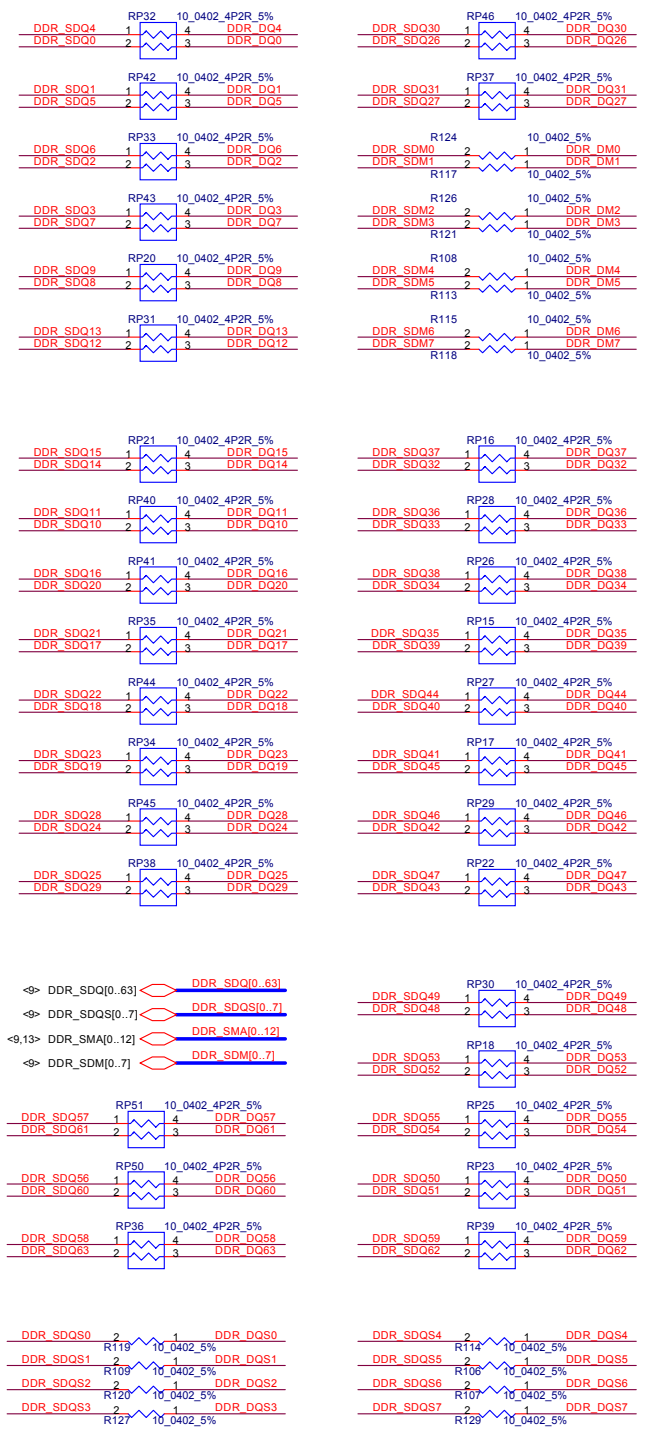 RP32 10_0402_4P2R_5%
DDR_SDQ4 1 4 DDR_DQ4
DDR_SDQ0 2 3 DDR_DQ0
RP42 10_0402_4P2R_5%
DDR_SDQ1 1 4 DDR_DQ1
DDR_SDQ5 2 3 DDR_DQ5
RP33 10_0402_4P2R_5%
DDR_SDQ6 1 4 DDR_DQ6
DDR_SDQ2 2 3 DDR_DQ2
RP43 10_0402_4P2R_5%
DDR_SDQ3 1 4 DDR_DQ3
DDR_SDQ7 2 3 DDR_DQ7
RP20 10_0402_4P2R_5%
DDR_SDQ9 1 4 DDR_DQ9
DDR_SDQ8 2 3 DDR_DQ8
RP31 10_0402_4P2R_5%
DDR_SDQ13 1 4 DDR_DQ13
DDR_SDQ12 2 3 DDR_DQ12
RP46 10_0402_4P2R_5%
DDR_SDQ30 1 4 DDR_DQ30
DDR_SDQ26 2 3 DDR_DQ26
RP37 10_0402_4P2R_5%
DDR_SDQ31 1 4 DDR_DQ31
DDR_SDQ27 2 3 DDR_DQ27
R124 10_0402_5%
DDR_SDM0 2 1 DDR_DM0
DDR_SDM1 2 1 DDR_DM1
R117 10_0402_5%
R126 10_0402_5%
DDR_SDM2 2 1 DDR_DM2
DDR_SDM3 2 1 DDR_DM3
R121 10_0402_5%
R108 10_0402_5%
DDR_SDM4 2 1 DDR_DM4
DDR_SDM5 2 1 DDR_DM5
R113 10_0402_5%
R115 10_0402_5%
DDR_SDM6 2 1 DDR_DM6
DDR_SDM7 2 1 DDR_DM7
R118 10_0402_5%
RP21 10_0402_4P2R_5%
DDR_SDQ15 1 4 DDR_DQ15
DDR_SDQ14 2 3 DDR_DQ14
RP40 10_0402_4P2R_5%
DDR_SDQ11 1 4 DDR_DQ11
DDR_SDQ10 2 3 DDR_DQ10
RP41 10_0402_4P2R_5%
DDR_SDQ16 1 4 DDR_DQ16
DDR_SDQ20 2 3 DDR_DQ20
RP35 10_0402_4P2R_5%
DDR_SDQ21 1 4 DDR_DQ21
DDR_SDQ17 2 3 DDR_DQ17
RP44 10_0402_4P2R_5%
DDR_SDQ22 1 4 DDR_DQ22
DDR_SDQ18 2 3 DDR_DQ18
RP34 10_0402_4P2R_5%
DDR_SDQ23 1 4 DDR_DQ23
DDR_SDQ19 2 3 DDR_DQ19
RP45 10_0402_4P2R_5%
DDR_SDQ28 1 4 DDR_DQ28
DDR_SDQ24 2 3 DDR_DQ24
RP38 10_0402_4P2R_5%
DDR_SDQ25 1 4 DDR_DQ25
DDR_SDQ29 2 3 DDR_DQ29
RP16 10_0402_4P2R_5%
DDR_SDQ37 1 4 DDR_DQ37
DDR_SDQ32 2 3 DDR_DQ32
RP28 10_0402_4P2R_5%
DDR_SDQ36 1 4 DDR_DQ36
DDR_SDQ33 2 3 DDR_DQ33
RP26 10_0402_4P2R_5%
DDR_SDQ38 1 4 DDR_DQ38
DDR_SDQ34 2 3 DDR_DQ34
RP15 10_0402_4P2R_5%
DDR_SDQ35 1 4 DDR_DQ35
DDR_SDQ39 2 3 DDR_DQ39
RP27 10_0402_4P2R_5%
DDR_SDQ44 1 4 DDR_DQ44
DDR_SDQ40 2 3 DDR_DQ40
RP17 10_0402_4P2R_5%
DDR_SDQ41 1 4 DDR_DQ41
DDR_SDQ45 2 3 DDR_DQ45
RP29 10_0402_4P2R_5%
DDR_SDQ46 1 4 DDR_DQ46
DDR_SDQ42 2 3 DDR_DQ42
RP22 10_0402_4P2R_5%
DDR_SDQ47 1 4 DDR_DQ47
DDR_SDQ43 2 3 DDR_DQ43
<9> DDR_SDQ[0..63] DDR_SDQ[0..63]
<9> DDR_SDQS[0..7] DDR_SDQS[0..7]
<9,13> DDR_SMA[0..12] DDR_SMA[0..12]
<9> DDR_SDM[0..7] DDR_SDM[0..7]
RP51 10_0402_4P2R_5%
DDR_SDQ57 1 4 DDR_DQ57
DDR_SDQ61 2 3 DDR_DQ61
RP50 10_0402_4P2R_5%
DDR_SDQ56 1 4 DDR_DQ56
DDR_SDQ60 2 3 DDR_DQ60
RP36 10_0402_4P2R_5%
DDR_SDQ58 1 4 DDR_DQ58
DDR_SDQ63 2 3 DDR_DQ63
RP30 10_0402_4P2R_5%
DDR_SDQ49 1 4 DDR_DQ49
DDR_SDQ48 2 3 DDR_DQ48
RP18 10_0402_4P2R_5%
DDR_SDQ53 1 4 DDR_DQ53
DDR_SDQ52 2 3 DDR_DQ52
RP25 10_0402_4P2R_5%
DDR_SDQ55 1 4 DDR_DQ55
DDR_SDQ54 2 3 DDR_DQ54
RP23 10_0402_4P2R_5%
DDR_SDQ50 1 4 DDR_DQ50
DDR_SDQ51 2 3 DDR_DQ51
RP39 10_0402_4P2R_5%
DDR_SDQ59 1 4 DDR_DQ59
DDR_SDQ62 2 3 DDR_DQ62
DDR_SDQS0 2 1 DDR_DQS0
R119 10_0402_5%
DDR_SDQS1 2 1 DDR_DQS1
R109 10_0402_5%
DDR_SDQS2 2 1 DDR_DQS2
R120 10_0402_5%
DDR_SDQS3 2 1 DDR_DQS3
R127 10_0402_5%
DDR_SDQS4 2 1 DDR_DQS4
R114 10_0402_5%
DDR_SDQS5 2 1 DDR_DQS5
R106 10_0402_5%
DDR_SDQS6 2 1 DDR_DQS6
R107 10_0402_5%
DDR_SDQS7 2 1 DDR_DQS7
R129 10_0402_5%